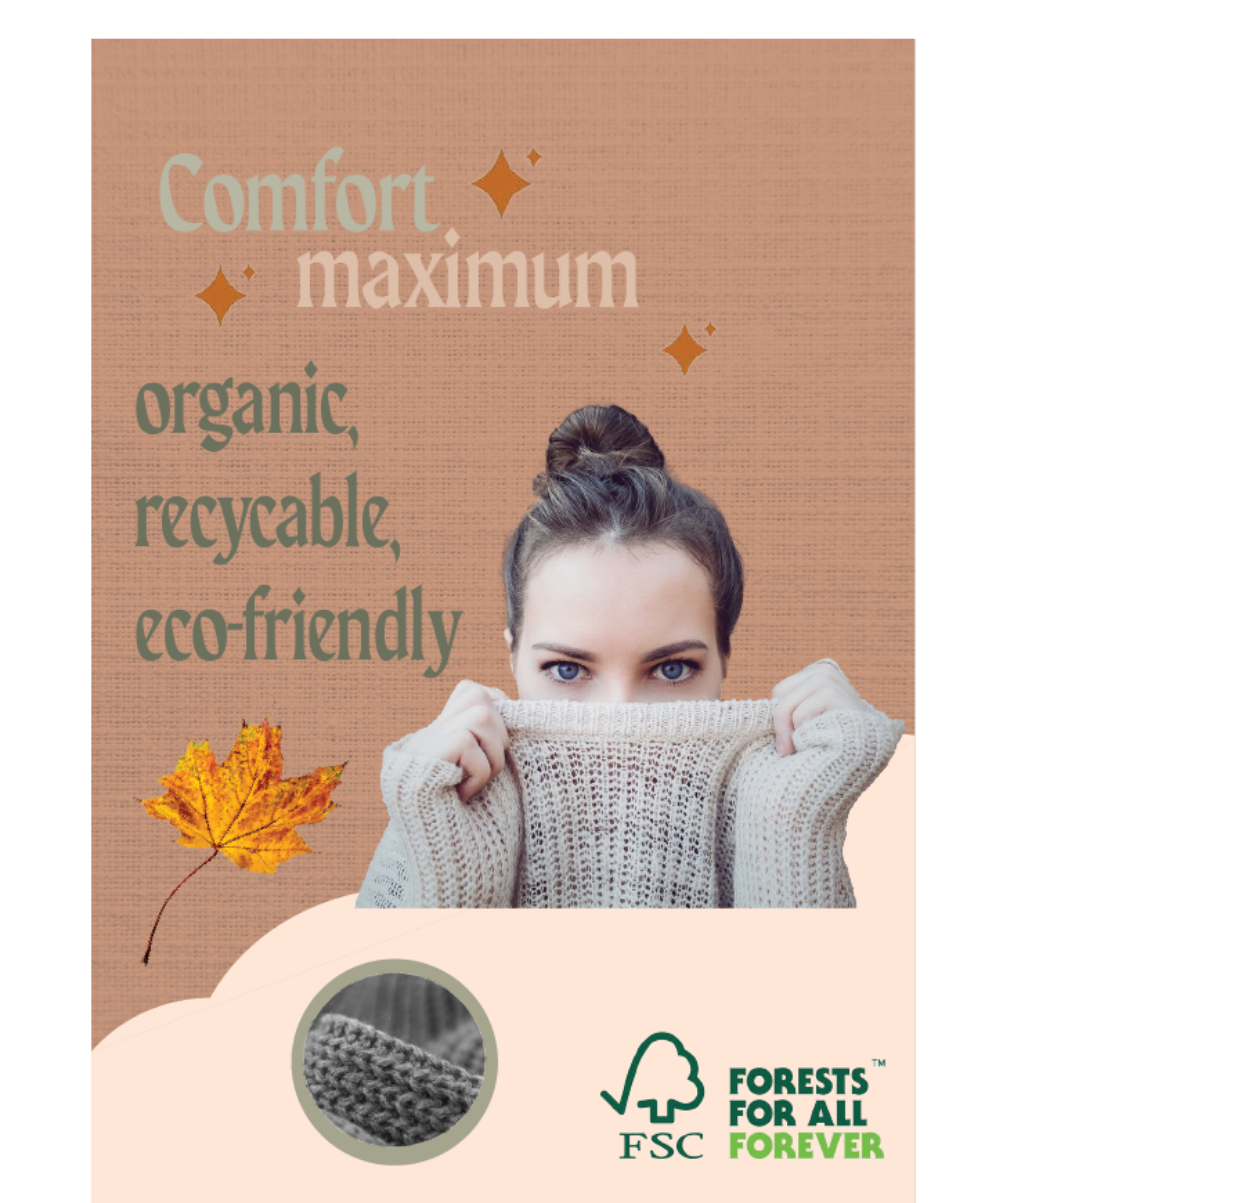 Comfort
maximum
organic,
recycable,
eco-friendly
FSC
FORESTS™
FOR ALL
FOREVER